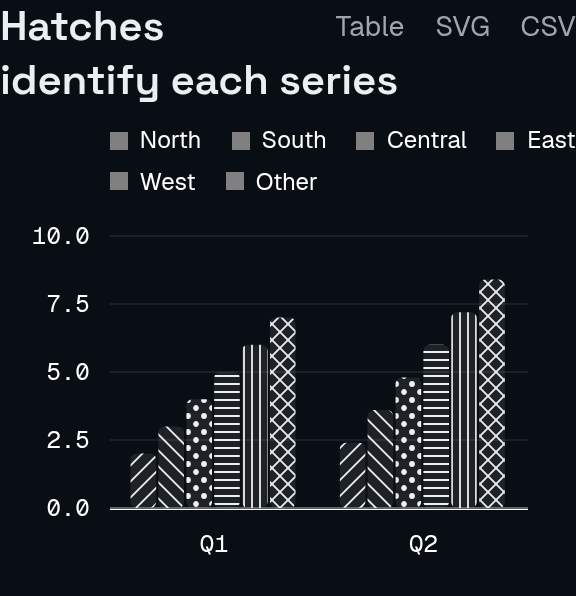 Hatches
identify each series
Table SVG CSV
North South Central East
West Other
10.0
7.5
5.0
2.5
0.0
Q1 Q2